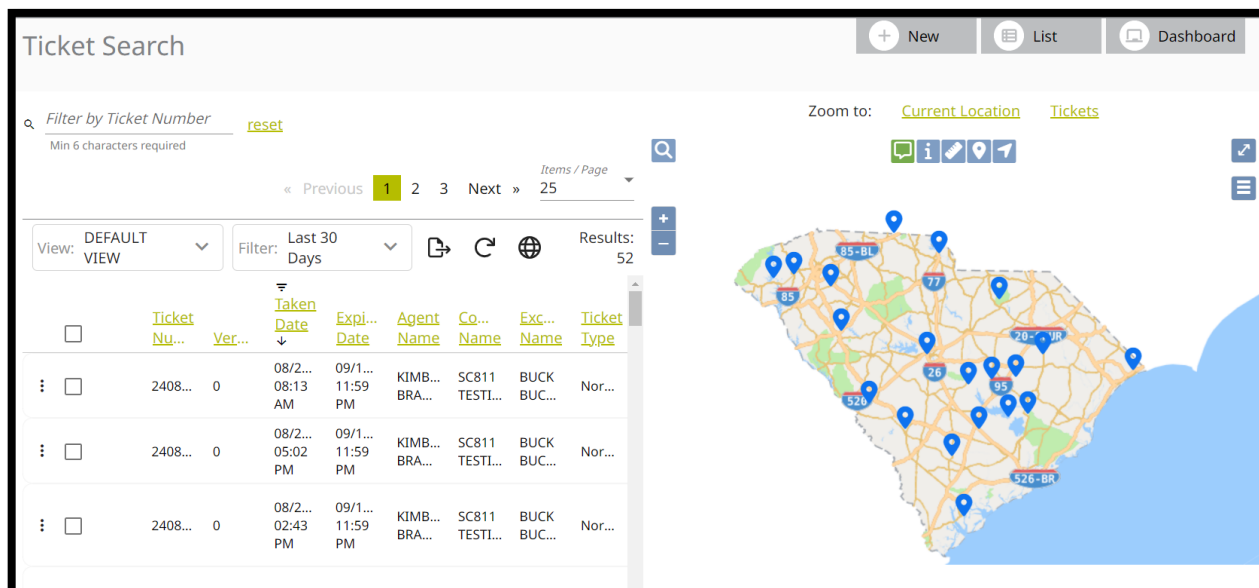 Ticket Search
New
List
Dashboard
Filter by Ticket Number
reset
Min 6 characters required
Zoom to: Current Location Tickets
Items / Page
« Previous 1 2 3 Next » 25
View: DEFAULT VIEW
Filter: Last 30 Days
Results: 52
Ticket Nu...
Ver...
Taken Date
Expi... Date
Agent Name
Co... Name
Exc... Name
Ticket Type
2408... 0 08/2... 08:13 AM 09/1... 11:59 PM KIMB... BRA... SC811 TESTI... BUCK BUC... Nor...
2408... 0 08/2... 05:02 PM 09/1... 11:59 PM KIMB... BRA... SC811 TESTI... BUCK BUC... Nor...
2408... 0 08/2... 02:43 PM 09/1... 11:59 PM KIMB... BRA... SC811 TESTI... BUCK BUC... Nor...
85-BL
77
85
26
95
526-BR